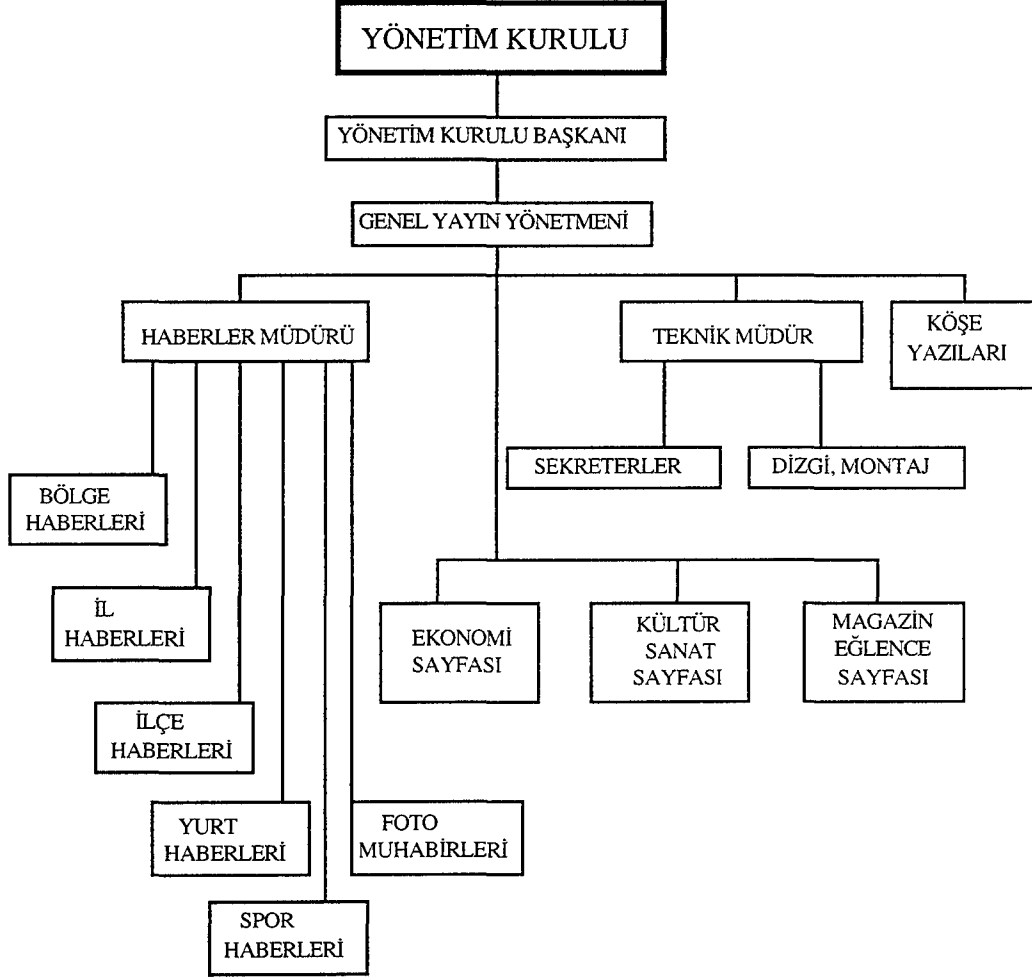 YÖNETİM KURULU
YÖNETİM KURULU BAŞKANI
GENEL YAYIN YÖNETMENİ
HABERLER MÜDÜRÜ
TEKNİK MÜDÜR
KÖŞE
YAZILARI
SEKRETERLER
DİZGİ, MONTAJ
BÖLGE
HABERLERİ
İL
HABERLERİ
İLÇE
HABERLERİ
YURT
HABERLERİ
SPOR
HABERLERİ
FOTO
MUHABİRLERİ
EKONOMİ
SAYFASI
KÜLTÜR
SANAT
SAYFASI
MAGAZİN
EĞLENCE
SAYFASI